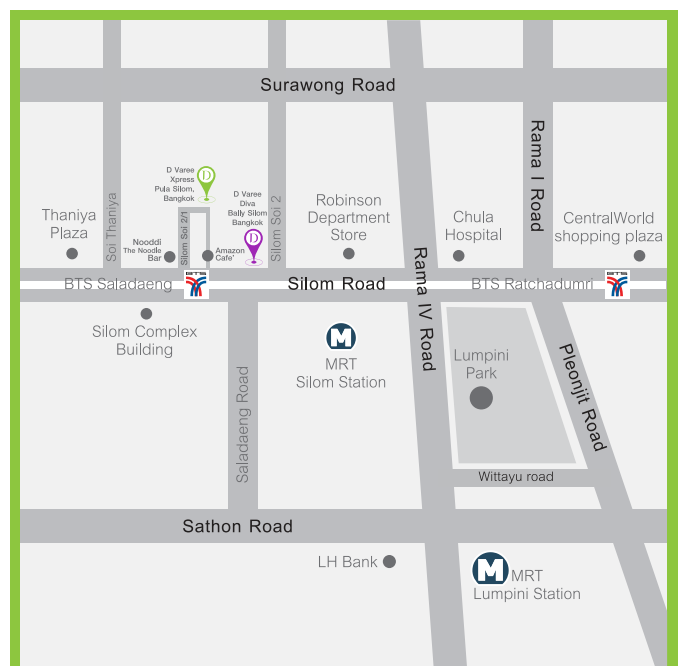 Surawong Road
Rama I Road
D Varee
Xpress
Pula Silom,
Bangkok
D
D Varee
Diva
Bally Silom
Bangkok
D
Thaniya
Plaza
Soi Thaniya
Nooddi
The Noodle
Bar
Silom Soi 2/1
Amazon
Cafe'
Silom Soi 2
Robinson
Department
Store
Chula
Hospital
CentralWorld
shopping plaza
BTS Saladaeng
BTS
Silom Road
Rama IV Road
BTS Ratchadumri
BTS
Silom Complex
Building
M
MRT
Silom Station
Saladaeng Road
Lumpini
Park
Pleonjit Road
Wittayu road
Sathon Road
LH Bank
M
MRT
Lumpini Station